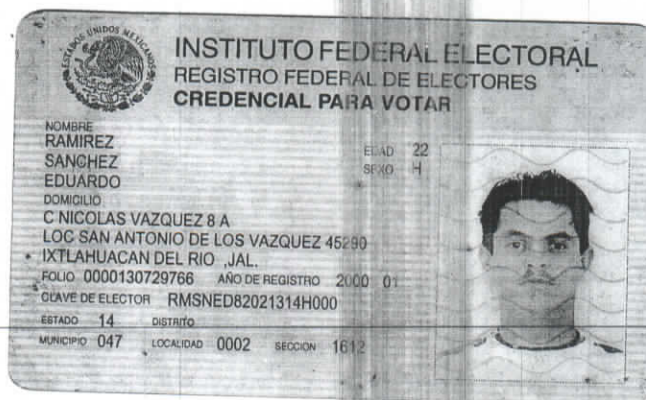 ESTADOS UNIDOS MEXICANOS
INSTITUTO FEDERAL ELECTORAL
REGISTRO FEDERAL DE ELECTORES
CREDENCIAL PARA VOTAR
NOMBRE
RAMIREZ
SANCHEZ
EDUARDO
EDAD 22
SEXO H
DOMICILIO
C NICOLAS VAZQUEZ 8 A
LOC SAN ANTONIO DE LOS VAZQUEZ 45290
IXTLAHUACAN DEL RIO ,JAL.
FOLIO 0000130729766 AÑO DE REGISTRO 2000 01
CLAVE DE ELECTOR RMSNED82021314H000
ESTADO 14 DISTRITO
MUNICIPIO 047 LOCALIDAD 0002 SECCION 1612